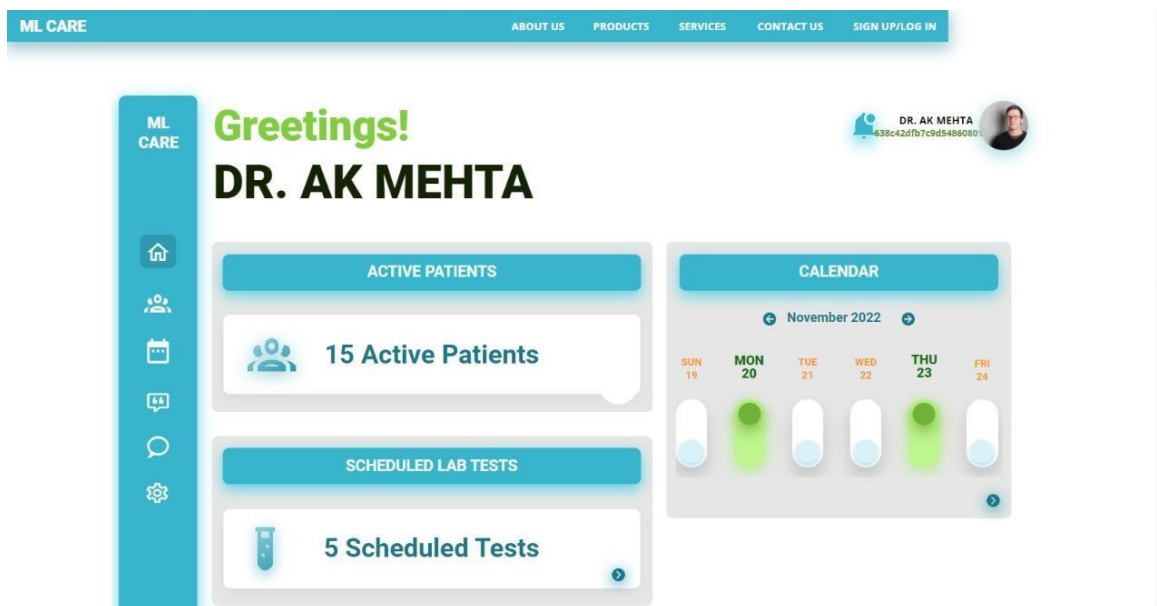 ML CARE
ABOUT US PRODUCTS SERVICES CONTACT US SIGN UP/LOG IN
ML
CARE
Greetings!
DR. AK MEHTA
DR. AK MEHTA
638c42dfb7c9d5486080
ACTIVE PATIENTS
15 Active Patients
SCHEDULED LAB TESTS
5 Scheduled Tests
CALENDAR
November 2022
SUN MON TUE WED THU FRI
19 20 21 22 23 24